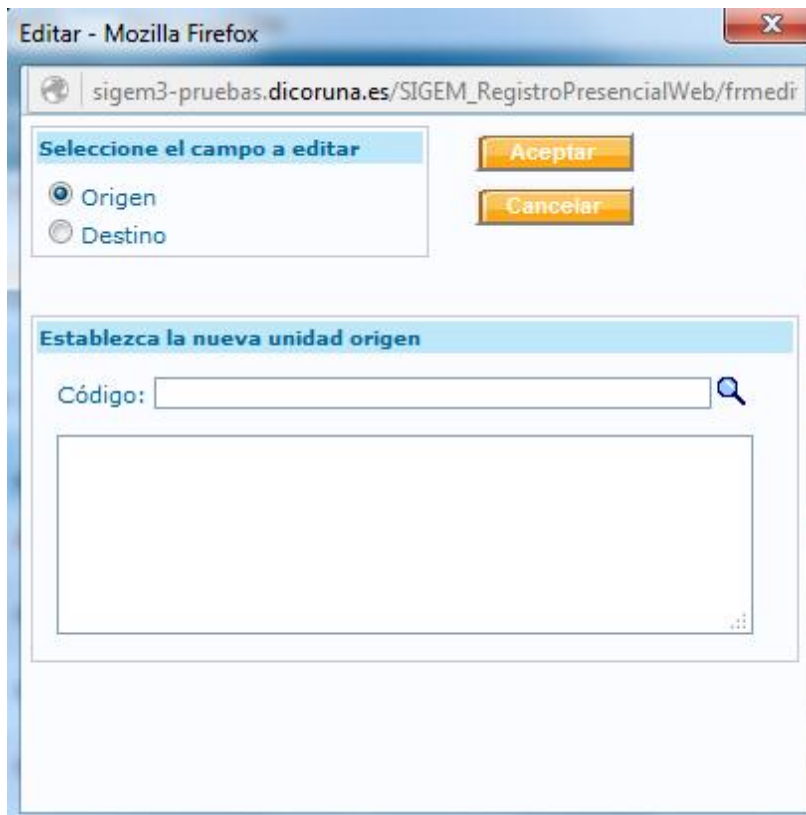 Editar - Mozilla Firefox
sigem3-pruebas.dicoruna.es/SIGEM_RegistroPresencialWeb/frmedi
Seleccione el campo a editar
Aceptar
Origen
Cancelar
Destino
Establezca la nueva unidad origen
Código: